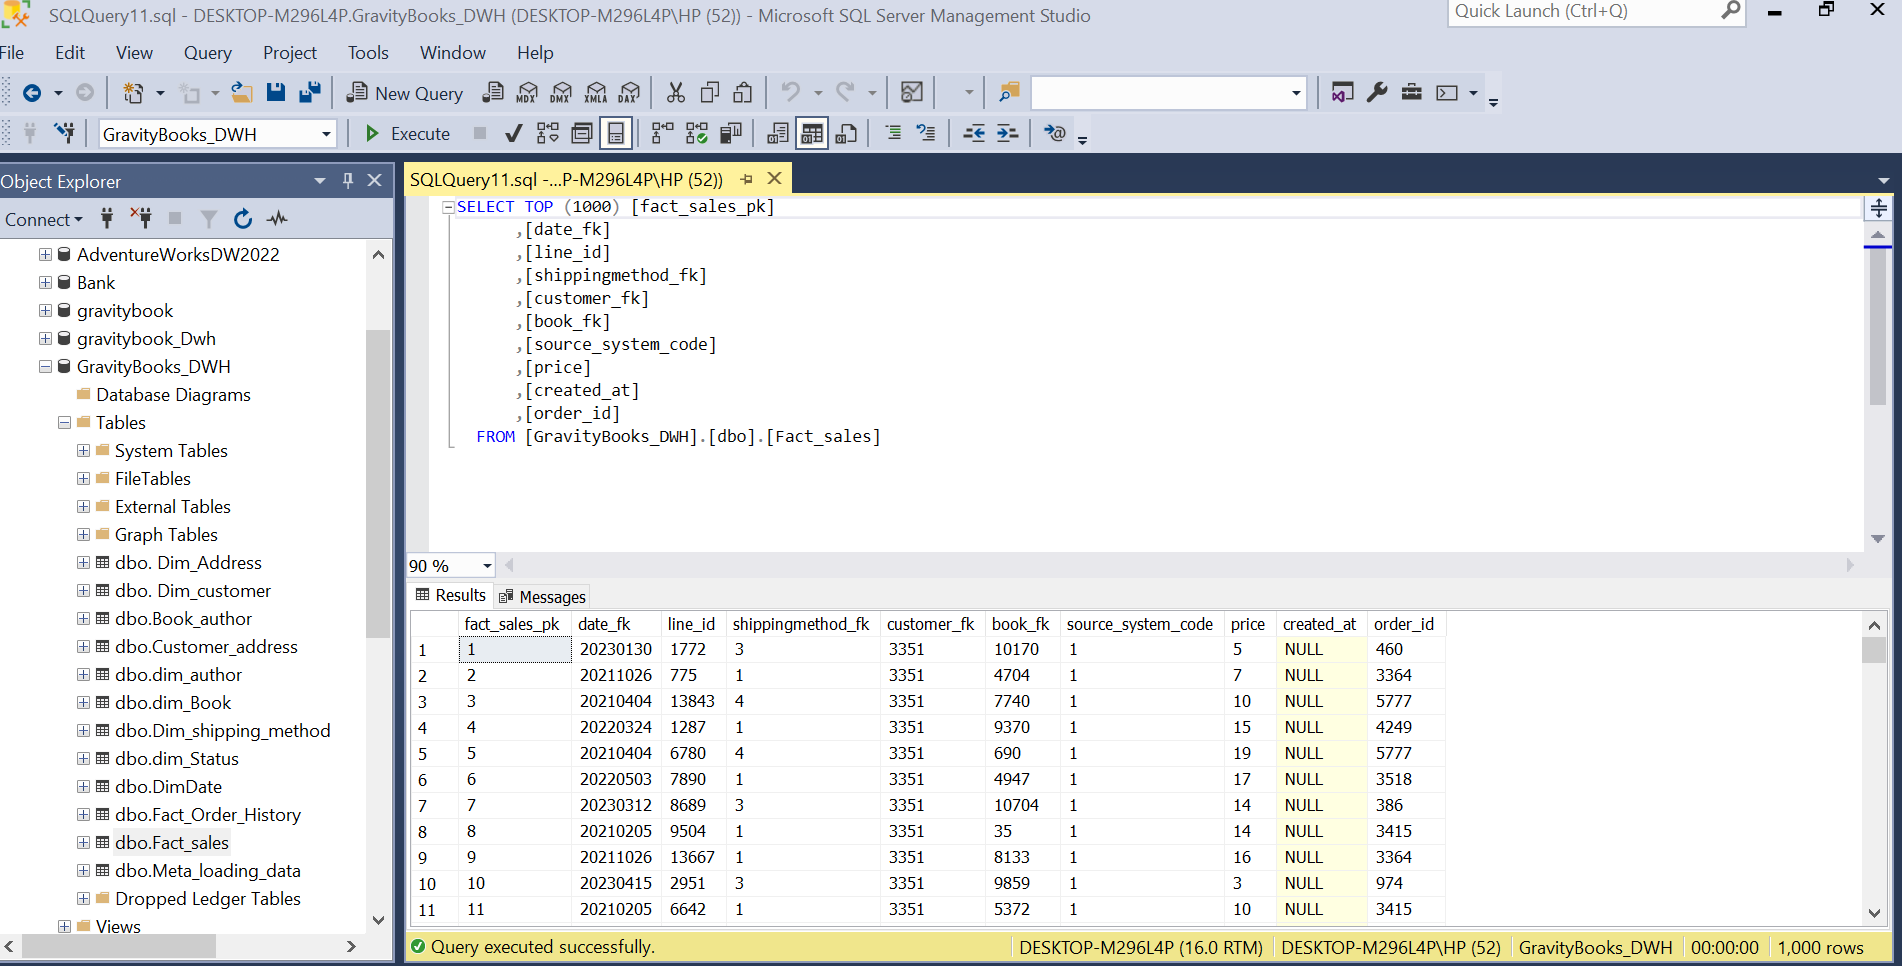 SQLQuery11.sql - DESKTOP-M296L4P.GravityBooks_DWH (DESKTOP-M296L4P\HP (52)) - Microsoft SQL Server Management Studio
Quick Launch (Ctrl+Q)
File Edit View Query Project Tools Window Help
New Query MDX DMX XMLA DAX
GravityBooks_DWH Execute
Object Explorer
Connect
AdventureWorksDW2022
Bank
gravitybook
gravitybook_Dwh
GravityBooks_DWH
Database Diagrams
Tables
System Tables
FileTables
External Tables
Graph Tables
dbo. Dim_Address
dbo. Dim_customer
dbo.Book_author
dbo.Customer_address
dbo.dim_author
dbo.dim_Book
dbo.Dim_shipping_method
dbo.dim_Status
dbo.DimDate
dbo.Fact_Order_History
dbo.Fact_sales
dbo.Meta_loading_data
Dropped Ledger Tables
Views
SQLQuery11.sql -...P-M296L4P\HP (52))
SELECT TOP (1000) [fact_sales_pk]
,[date_fk]
,[line_id]
,[shippingmethod_fk]
,[customer_fk]
,[book_fk]
,[source_system_code]
,[price]
,[created_at]
,[order_id]
FROM [GravityBooks_DWH].[dbo].[Fact_sales]
90 %
Results Messages
fact_sales_pk date_fk line_id shippingmethod_fk customer_fk book_fk source_system_code price created_at order_id
1 1 20230130 1772 3 3351 10170 1 5 NULL 460
2 2 20211026 775 1 3351 4704 1 7 NULL 3364
3 3 20210404 13843 4 3351 7740 1 10 NULL 5777
4 4 20220324 1287 1 3351 9370 1 15 NULL 4249
5 5 20210404 6780 4 3351 690 1 19 NULL 5777
6 6 20220503 7890 1 3351 4947 1 17 NULL 3518
7 7 20230312 8689 3 3351 10704 1 14 NULL 386
8 8 20210205 9504 1 3351 35 1 14 NULL 3415
9 9 20211026 13667 1 3351 8133 1 16 NULL 3364
10 10 20230415 2951 3 3351 9859 1 3 NULL 974
11 11 20210205 6642 1 3351 5372 1 10 NULL 3415
Query executed successfully. DESKTOP-M296L4P (16.0 RTM) DESKTOP-M296L4P\HP (52) GravityBooks_DWH 00:00:00 1,000 rows